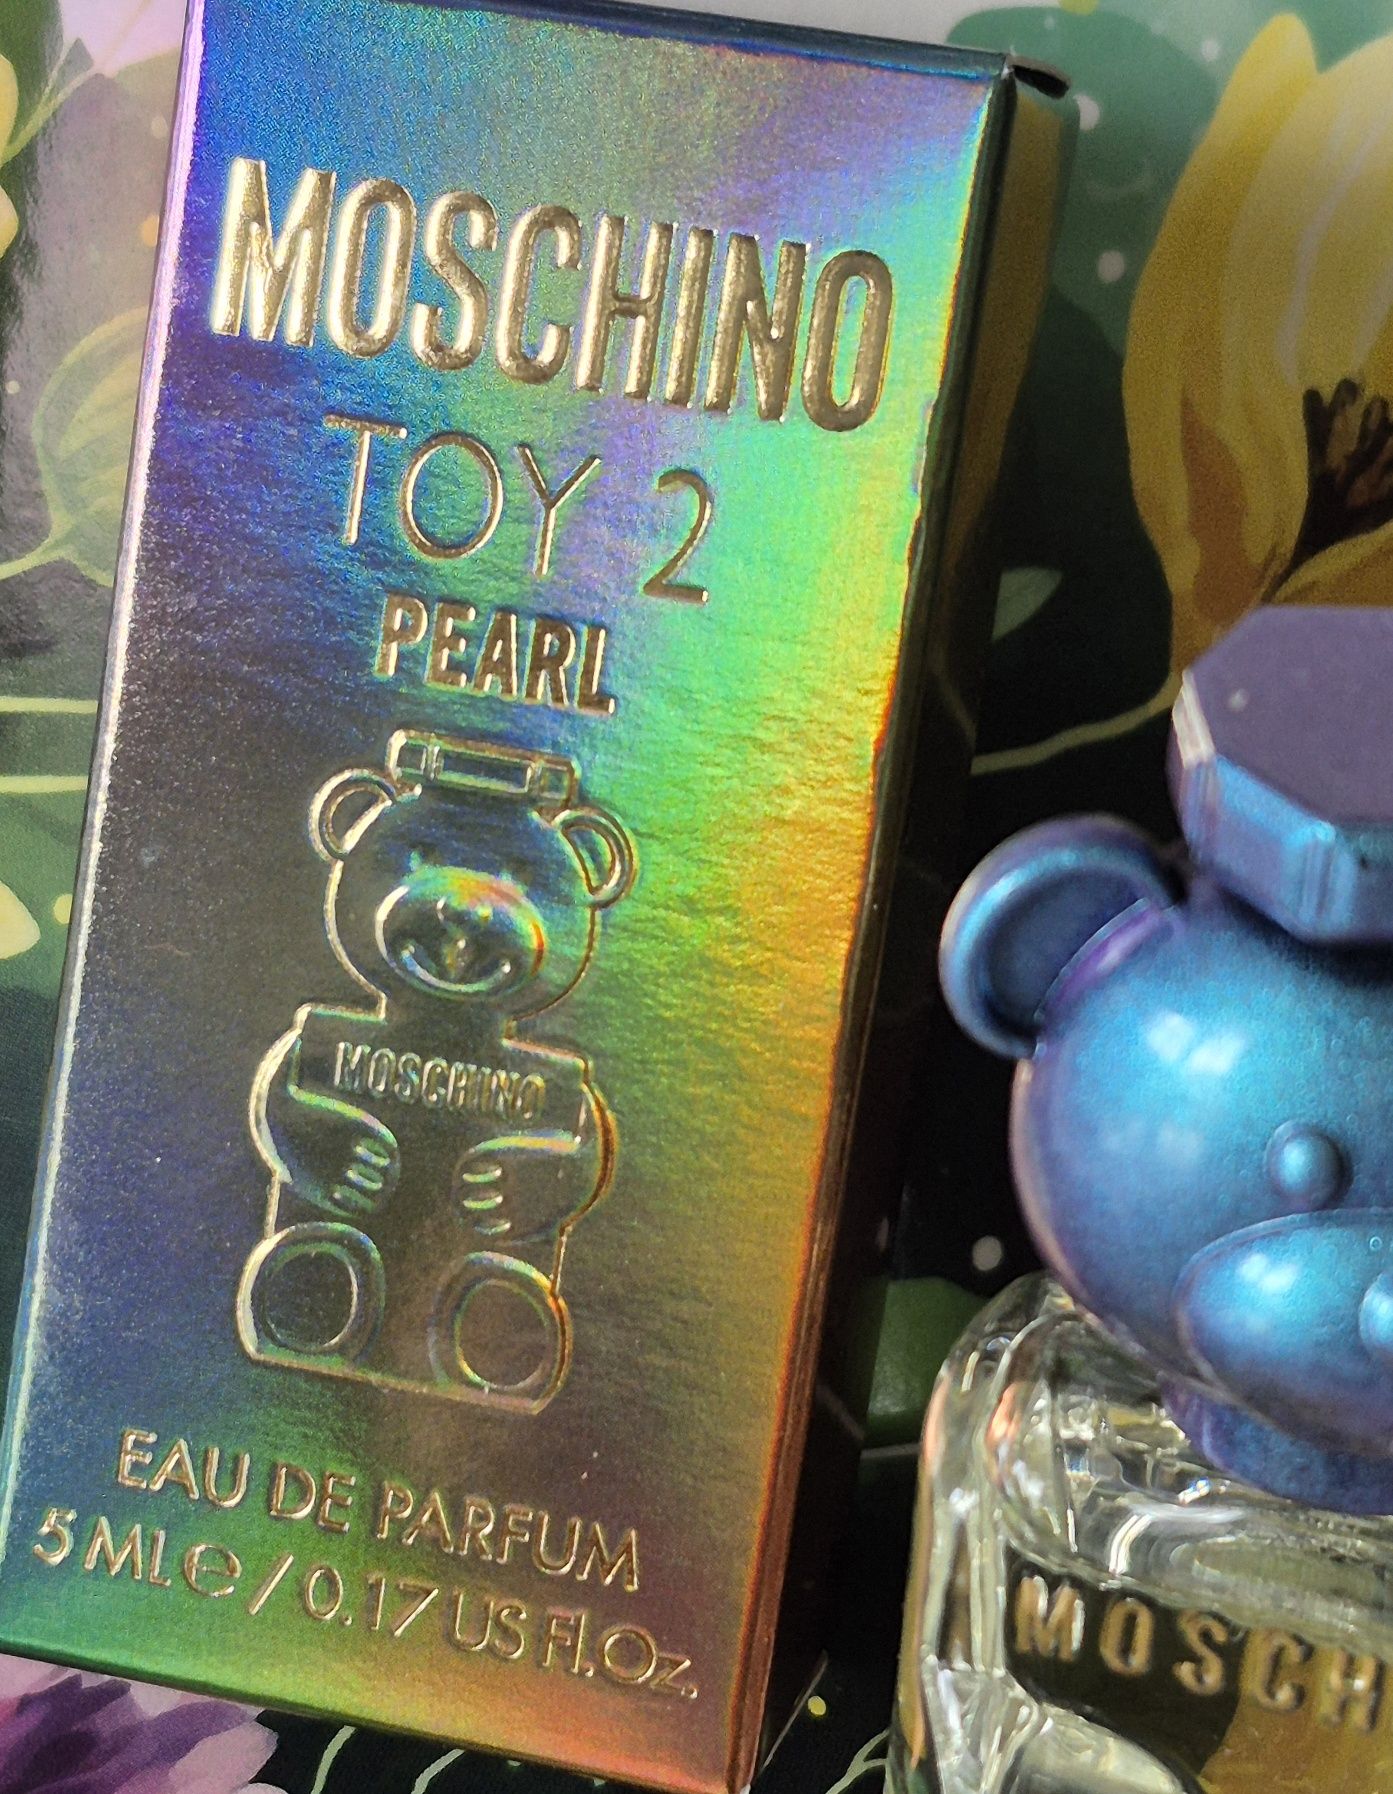 MOSCHINO
TOY 2
PEARL
MOSCHINO
EAU DE PARFUM
5 ML e / 0.17 US Fl.Oz.
MOSCH